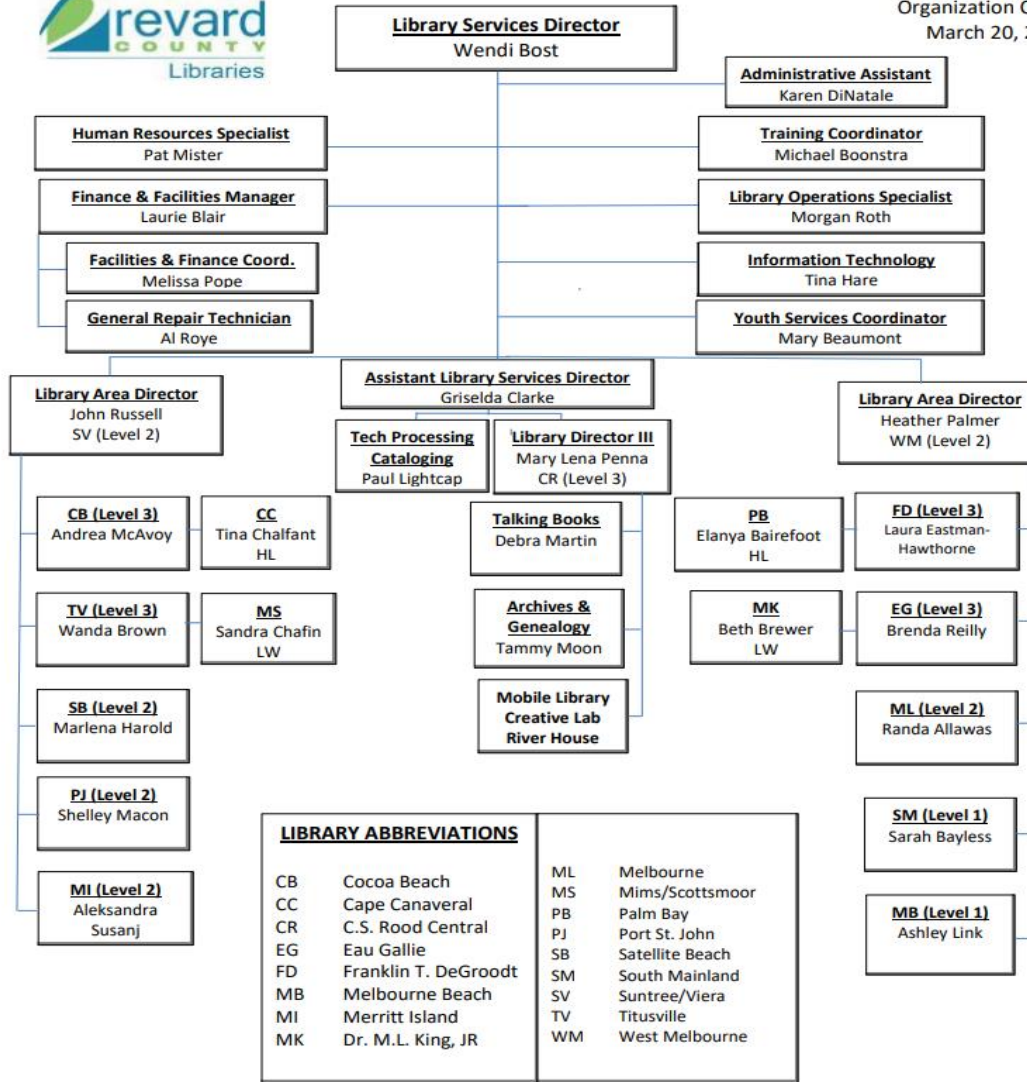 revard
COUNTY
Libraries
Library Services Director
Wendi Bost
Organization
March 20,
Administrative Assistant
Karen DiNatale
Human Resources Specialist
Pat Mister
Training Coordinator
Michael Boonstra
Finance & Facilities Manager
Laurie Blair
Library Operations Specialist
Morgan Roth
Facilities & Finance Coord.
Melissa Pope
Information Technology
Tina Hare
General Repair Technician
Al Roye
Youth Services Coordinator
Mary Beaumont
Library Area Director
John Russell
SV (Level 2)
Assistant Library Services Director
Griselda Clarke
Library Area Director
Heather Palmer
WM (Level 2)
Tech Processing
Cataloging
Paul Lightcap
Library Director III
Mary Lena Penna
CR (Level 3)
CB (Level 3)
Andrea McAvoy
CC
Tina Chalfant
HL
Talking Books
Debra Martin
PB
Elanya Bairefoot
HL
FD (Level 3)
Laura Eastman-
Hawthorne
TV (Level 3)
Wanda Brown
MS
Sandra Chafin
LW
Archives &
Genealogy
Tammy Moon
MK
Beth Brewer
LW
EG (Level 3)
Brenda Reilly
SB (Level 2)
Marlena Harold
Mobile Library
Creative Lab
River House
ML (Level 2)
Randa Allawas
PJ (Level 2)
Shelley Macon
SM (Level 1)
Sarah Bayless
MI (Level 2)
Aleksandra
Susanj
MB (Level 1)
Ashley Link
LIBRARY ABBREVIATIONS
CB Cocoa Beach
CC Cape Canaveral
CR C.S. Rood Central
EG Eau Gallie
FD Franklin T. DeGroodt
MB Melbourne Beach
MI Merritt Island
MK Dr. M.L. King, JR
ML Melbourne
MS Mims/Scottsmoor
PB Palm Bay
PJ Port St. John
SB Satellite Beach
SM South Mainland
SV Suntree/Viera
TV Titusville
WM West Melbourne